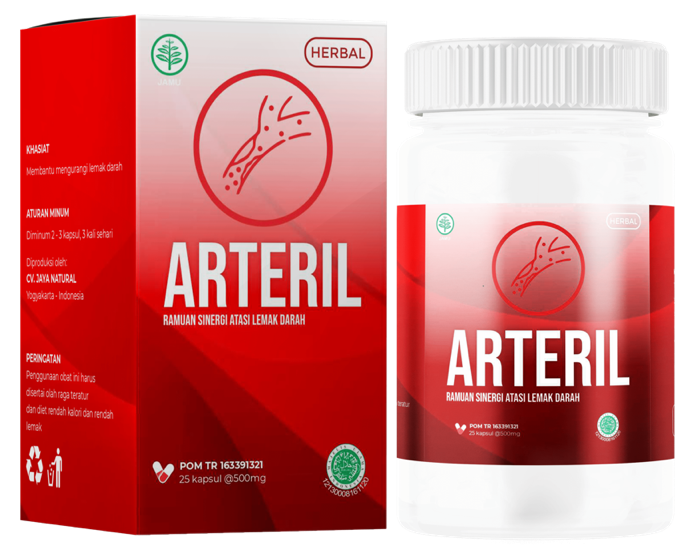 KHASIAT
Membantu mengurangi lemak darah
ATURAN MINUM
Diminum 2 - 3 kapsul, 3 kali sehari
Diproduksi oleh:
CV. JAYA NATURAL
Yogyakarta - Indonesia
PERINGATAN
Penggunaan obat ini harus
disertai olah raga teratur
dan diet rendah kalori dan rendah
lemak
JAMU
HERBAL
ARTERIL
RAMUAN SINERGI ATASI LEMAK DARAH
POM TR 163391321
25 kapsul @500mg
12130008161120
HERBAL
ARTERIL
RAMUAN SINERGI ATASI LEMAK DARAH
POM TR 163391321
25 kapsul @500mg
12130008161120